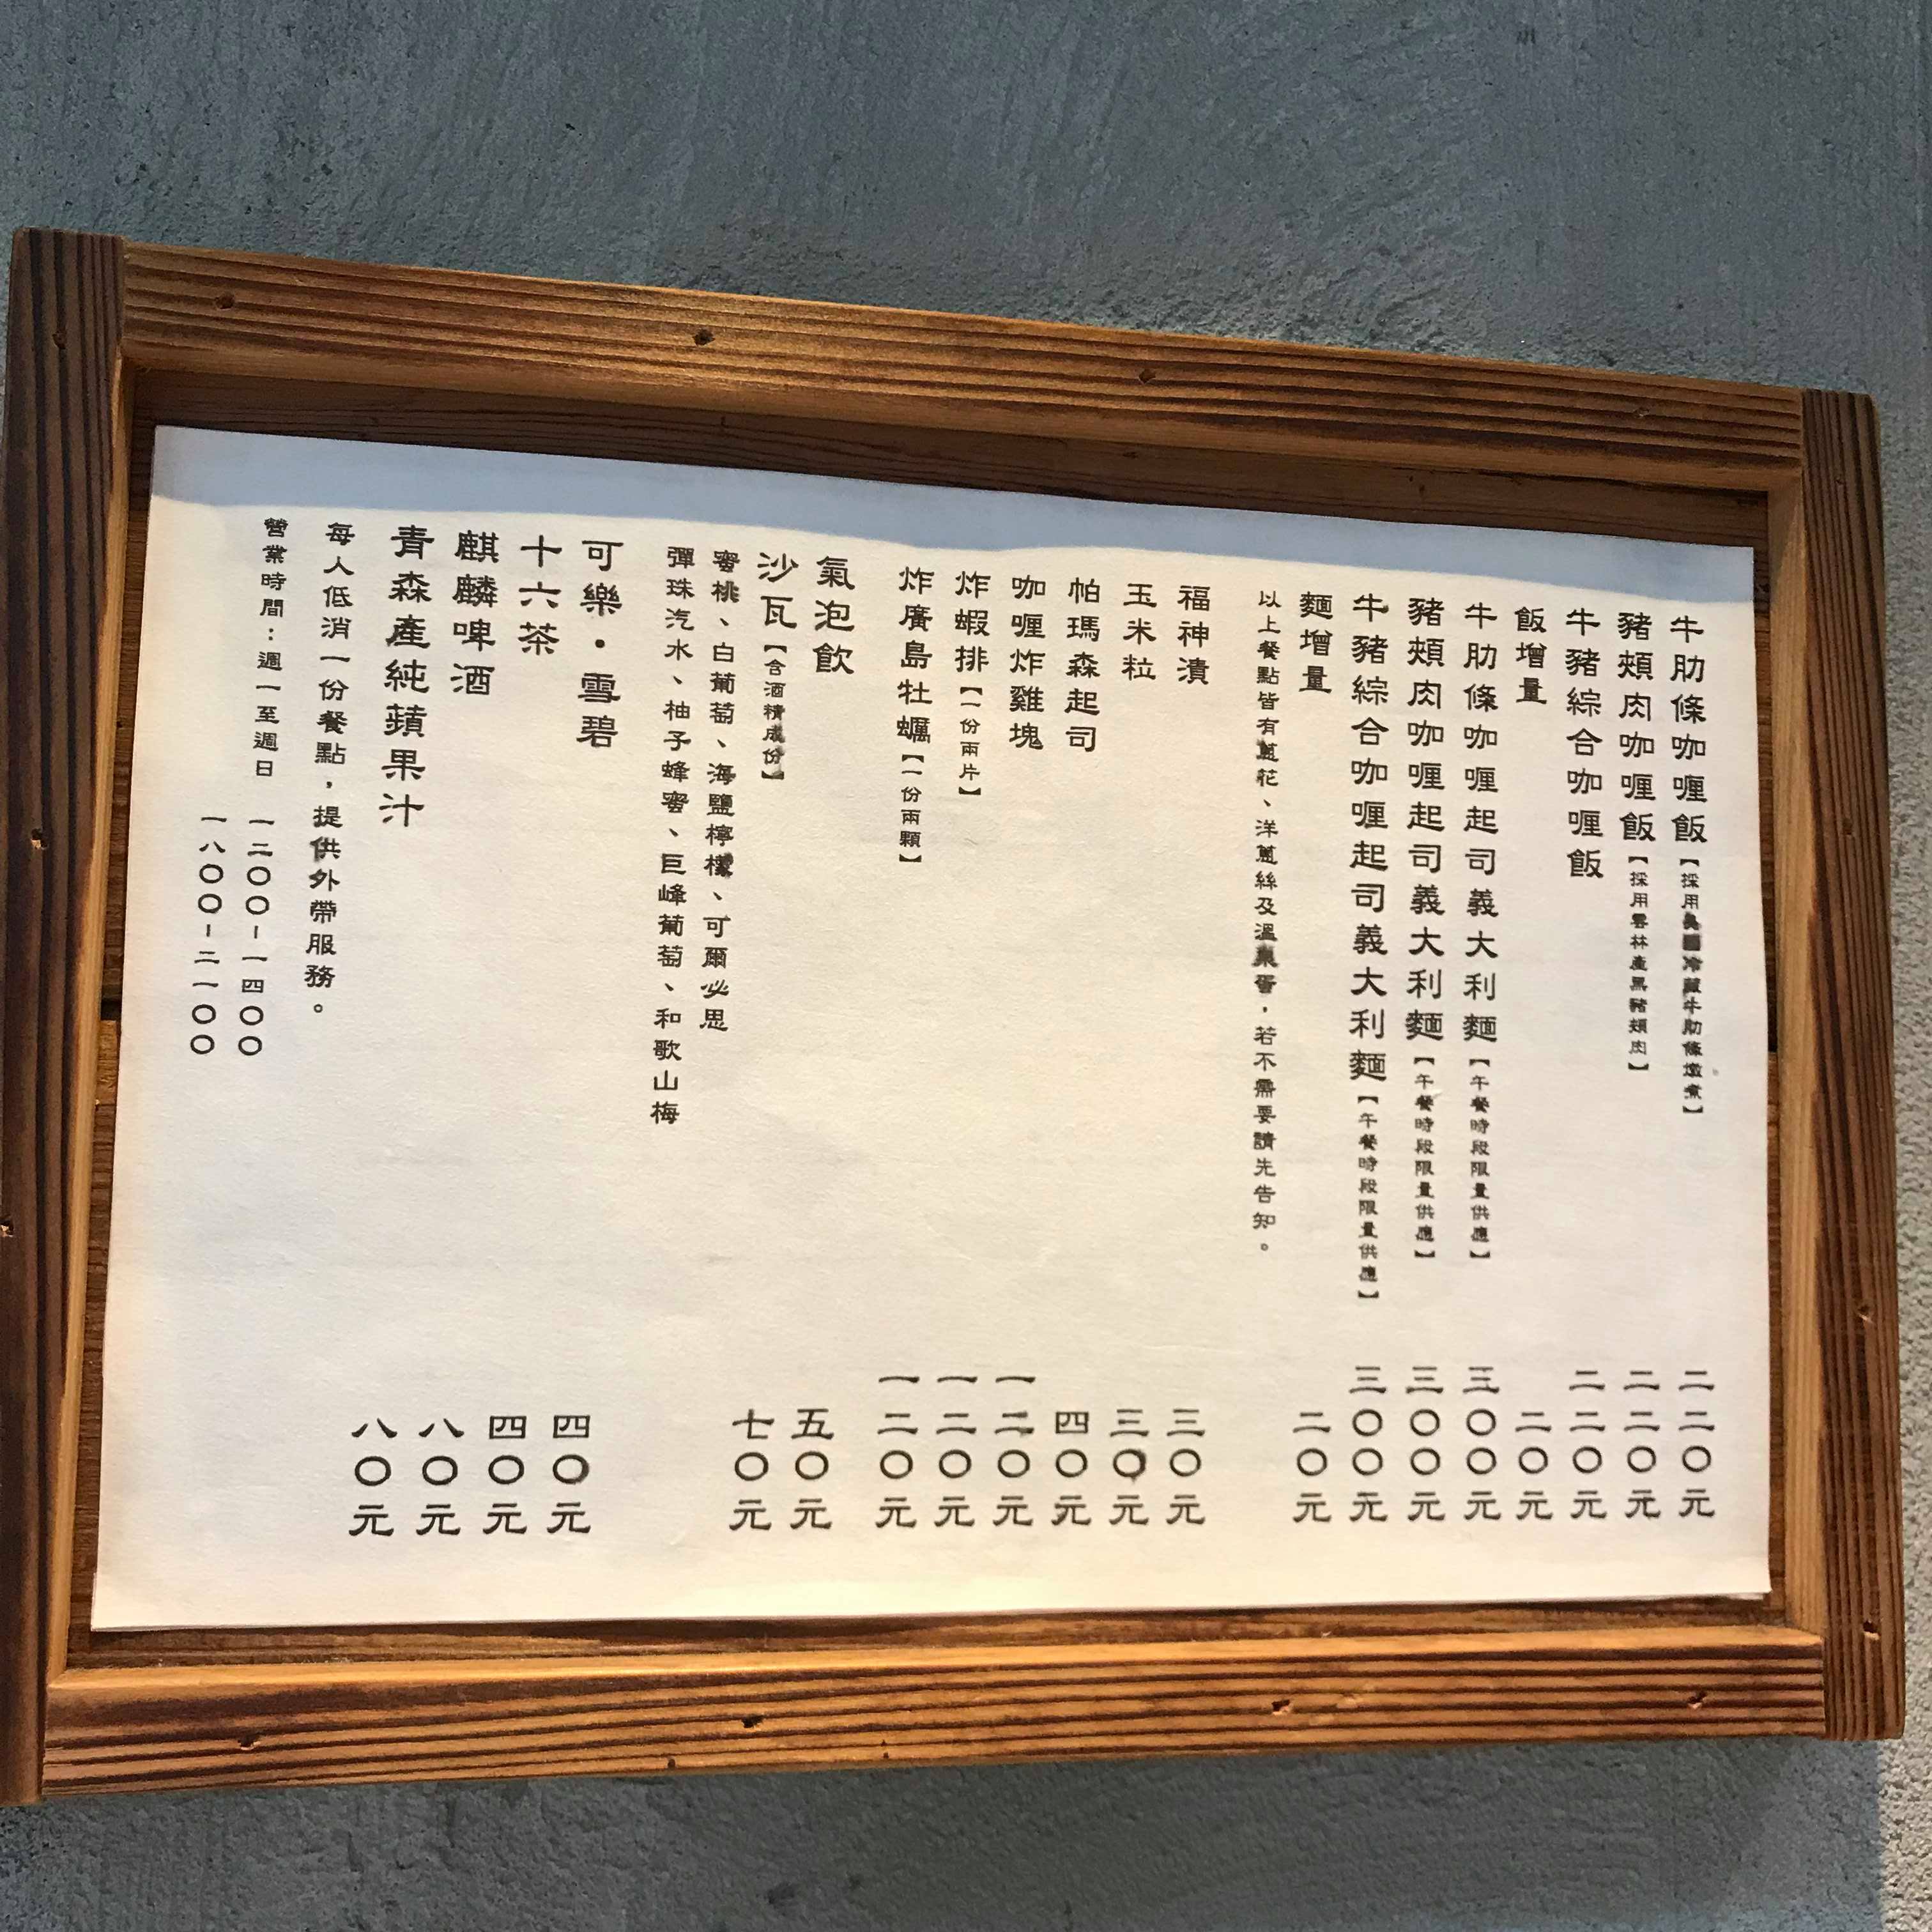 牛肋條咖喱飯【採用美國冷藏牛肋條燉煮】 二二〇元
豬頰肉咖喱飯【採用雲林產黑豬頰肉】 二二〇元
牛豬綜合咖喱飯 二二〇元
飯增量 二〇元
牛肋條咖喱起司義大利麵【午餐時段限量供應】 三〇〇元
豬頰肉咖喱起司義大利麵【午餐時段限量供應】 三〇〇元
牛豬綜合咖喱起司義大利麵【午餐時段限量供應】 三〇〇元
麵增量 二〇元
以上餐點皆有蔥花、洋蔥絲及溫泉蛋，若不需要請先告知。
福神漬 三〇元
玉米粒 三〇元
帕瑪森起司 四〇元
咖喱炸雞塊 一二〇元
炸蝦排【一份兩片】 一二〇元
炸廣島牡蠣【一份兩顆】 一二〇元
氣泡飲 五〇元
沙瓦【含酒精成份】 七〇元
蜜桃、白葡萄、海鹽檸檬、可爾必思
彈珠汽水、柚子蜂蜜、巨峰葡萄、和歌山梅
可樂・雪碧 四〇元
十六茶 四〇元
麒麟啤酒 八〇元
青森產純蘋果汁 八〇元
每人低消一份餐點，提供外帶服務。
營業時間：週一至週日 一二〇〇-一四〇〇
一八〇〇-二一〇〇